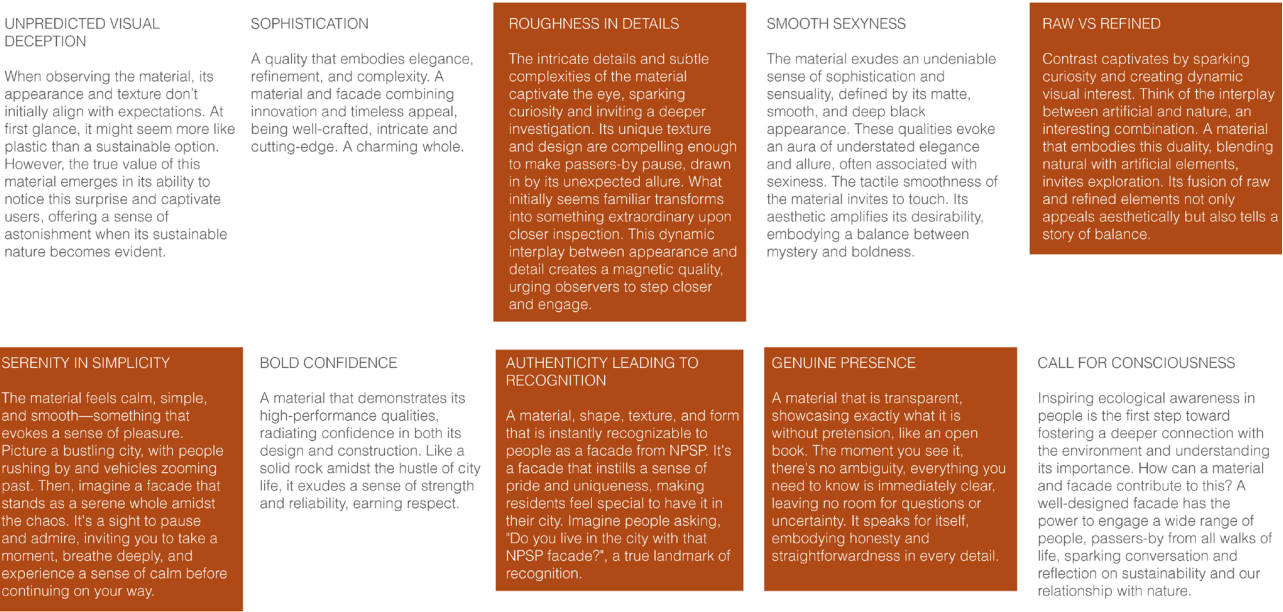 UNPREDICTED VISUAL
DECEPTION
When observing the material, its
appearance and texture don't
initially align with expectations. At
first glance, it might seem more like
plastic than a sustainable option.
However, the true value of this
material emerges in its ability to
notice this surprise and captivate
users, offering a sense of
astonishment when its sustainable
nature becomes evident.
SOPHISTICATION
A quality that embodies elegance,
refinement, and complexity. A
material and facade combining
innovation and timeless appeal,
being well-crafted, intricate and
cutting-edge. A charming whole.
ROUGHNESS IN DETAILS
The intricate details and subtle
complexities of the material
captivate the eye, sparking
curiosity and inviting a deeper
investigation. Its unique texture
and design are compelling enough
to make passers-by pause, drawn
in by its unexpected allure. What
initially seems familiar transforms
into something extraordinary upon
closer inspection. This dynamic
interplay between appearance and
detail creates a magnetic quality,
urging observers to step closer
and engage.
SMOOTH SEXYNESS
The material exudes an undeniable
sense of sophistication and
sensuality, defined by its matte,
smooth, and deep black
appearance. These qualities evoke
an aura of understated elegance
and allure, often associated with
sexiness. The tactile smoothness of
the material invites to touch. Its
aesthetic amplifies its desirability,
embodying a balance between
mystery and boldness.
RAW VS REFINED
Contrast captivates by sparking
curiosity and creating dynamic
visual interest. Think of the interplay
between artificial and nature, an
interesting combination. A material
that embodies this duality, blending
natural with artificial elements,
invites exploration. Its fusion of raw
and refined elements not only
appeals aesthetically but also tells a
story of balance.
SERENITY IN SIMPLICITY
The material feels calm, simple,
and smooth—something that
evokes a sense of pleasure.
Picture a bustling city, with people
rushing by and vehicles zooming
past. Then, imagine a facade that
stands as a serene whole amidst
the chaos. It's a sight to pause
and admire, inviting you to take a
moment, breathe deeply, and
experience a sense of calm before
continuing on your way.
BOLD CONFIDENCE
A material that demonstrates its
high-performance qualities,
radiating confidence in both its
design and construction. Like a
solid rock amidst the hustle of city
life, it exudes a sense of strength
and reliability, earning respect.
AUTHENTICITY LEADING TO
RECOGNITION
A material, shape, texture, and form
that is instantly recognizable to
people as a facade from NPSP. It's
a facade that instills a sense of
pride and uniqueness, making
residents feel special to have it in
their city. Imagine people asking,
"Do you live in the city with that
NPSP facade?", a true landmark of
recognition.
GENUINE PRESENCE
A material that is transparent,
showcasing exactly what it is
without pretension, like an open
book. The moment you see it,
there's no ambiguity, everything you
need to know is immediately clear,
leaving no room for questions or
uncertainty. It speaks for itself,
embodying honesty and
straightforwardness in every detail.
CALL FOR CONSCIOUSNESS
Inspiring ecological awareness in
people is the first step toward
fostering a deeper connection with
the environment and understanding
its importance. How can a material
and facade contribute to this? A
well-designed facade has the
power to engage a wide range of
people, passers-by from all walks of
life, sparking conversation and
reflection on sustainability and our
relationship with nature.